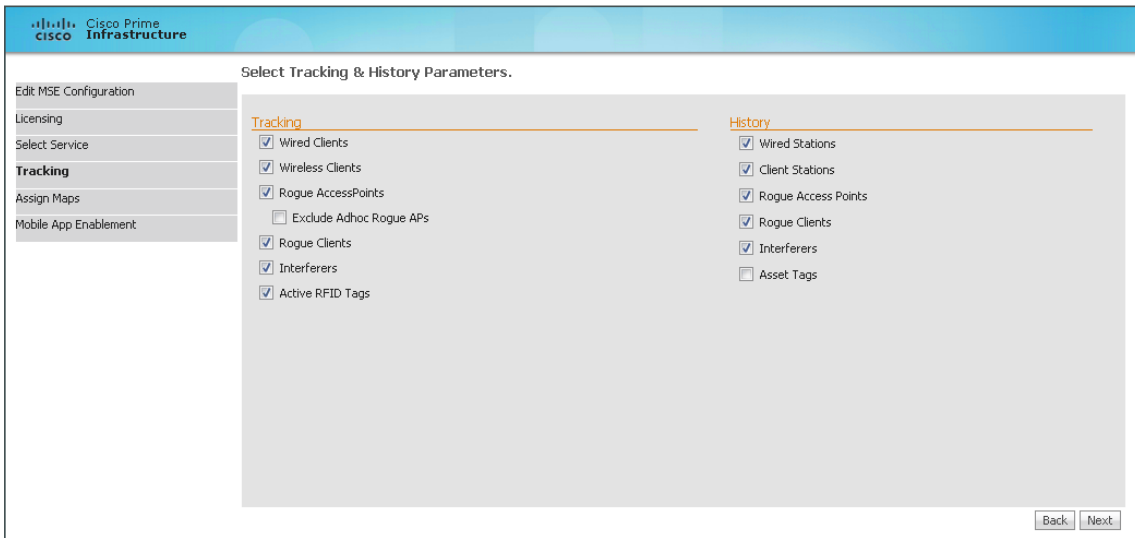 Cisco Prime
CISCO Infrastructure
Select Tracking & History Parameters.
Edit MSE Configuration
Licensing
Select Service
Tracking
Assign Maps
Mobile App Enablement
Tracking
Wired Clients
Wireless Clients
Rogue AccessPoints
Exclude Adhoc Rogue APs
Rogue Clients
Interferers
Active RFID Tags
History
Wired Stations
Client Stations
Rogue Access Points
Rogue Clients
Interferers
Asset Tags
Back Next